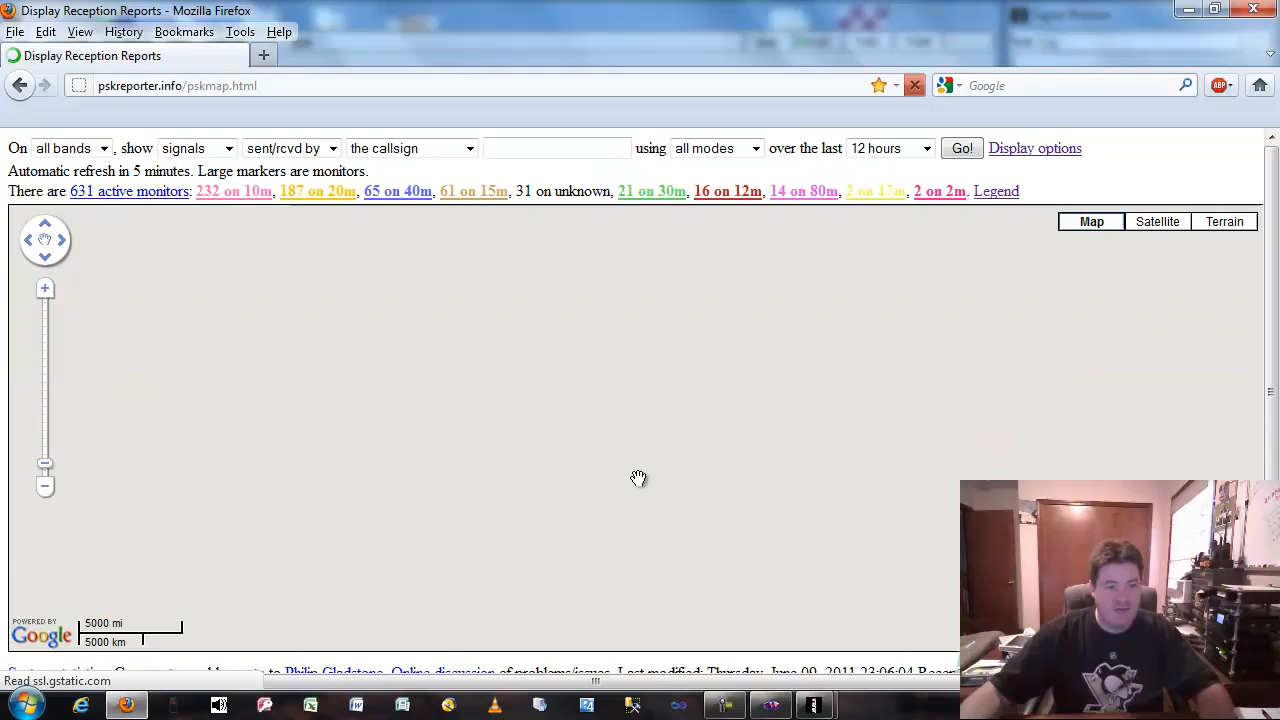 Display Reception Reports - Mozilla Firefox
File Edit View History Bookmarks Tools Help
Display Reception Reports
pskreporter.info/pskmap.html
Google
ABP
On all bands , show signals sent/rcvd by the callsign using all modes over the last 12 hours Go! Display options
Automatic refresh in 5 minutes. Large markers are monitors.
There are 631 active monitors: 232 on 10m, 187 on 20m, 65 on 40m, 61 on 15m, 31 on unknown, 21 on 30m, 16 on 12m, 14 on 80m, 2 on 17m, 2 on 2m. Legend
Map Satellite Terrain
5000 mi
POWERED BY
Google
5000 km
Philip Gladstone. Online discussion of problems/issues. Last modified: Thursday, June 09, 2011 23:06:04
Read ssl.gstatic.com